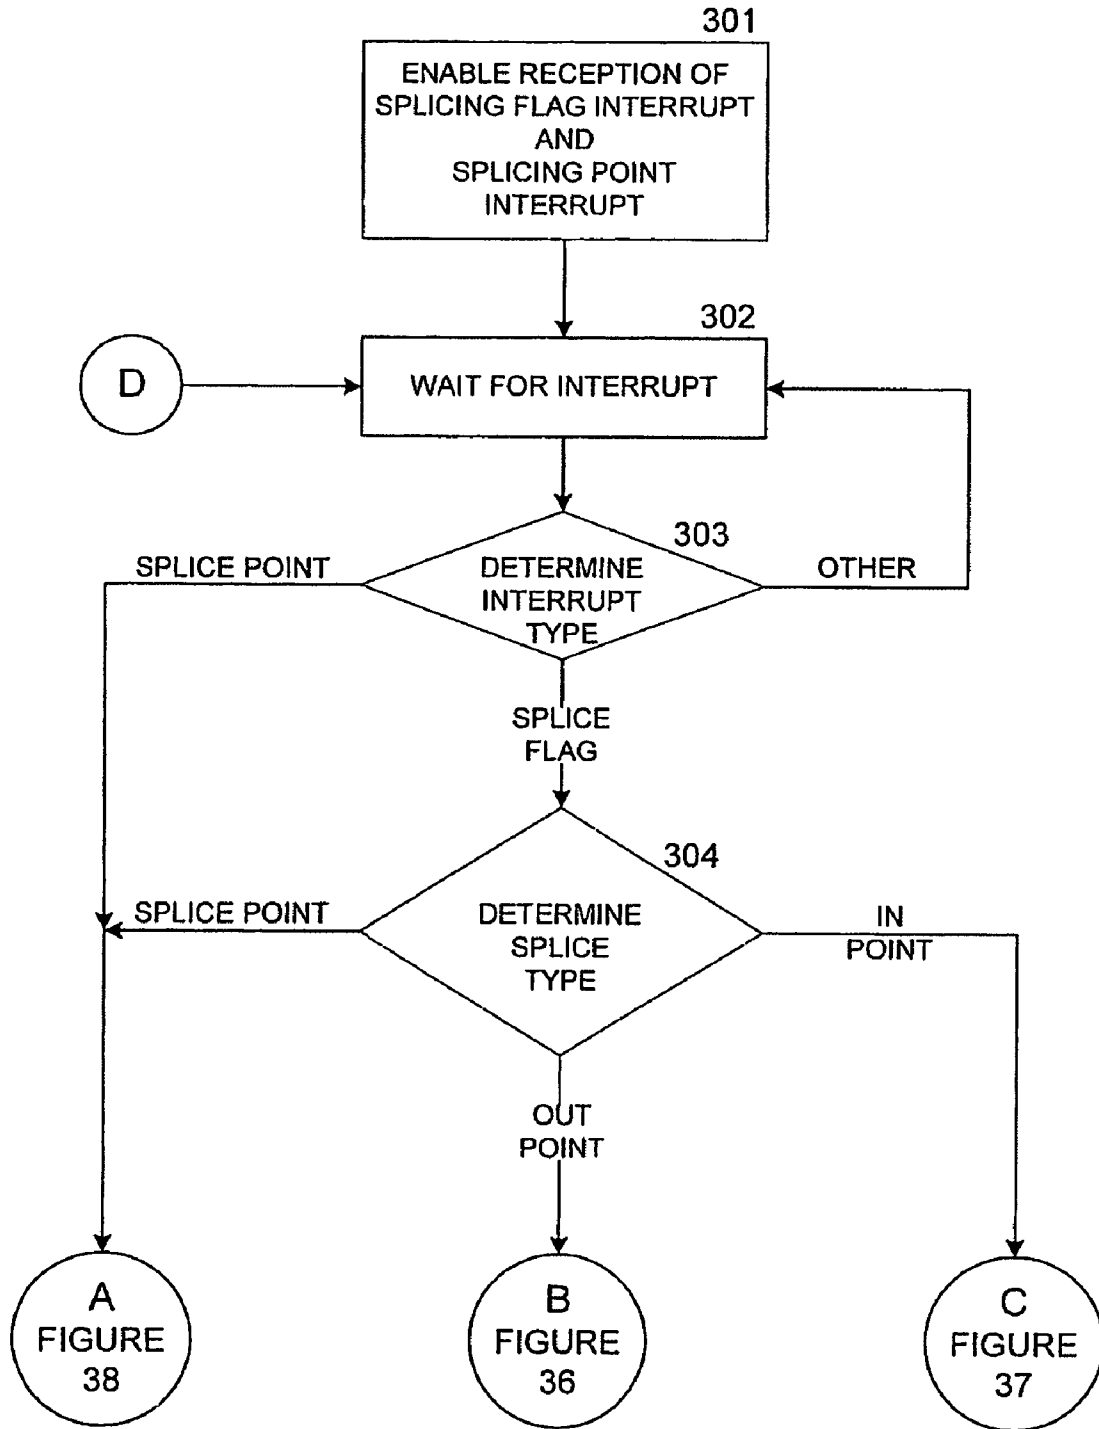 301
ENABLE RECEPTION OF
SPLICING FLAG INTERRUPT
AND
SPLICING POINT
INTERRUPT
302
D
WAIT FOR INTERRUPT
303
SPLICE POINT
DETERMINE
INTERRUPT
TYPE
OTHER
SPLICE
FLAG
304
SPLICE POINT
DETERMINE
SPLICE
TYPE
IN
POINT
OUT
POINT
A
FIGURE
38
B
FIGURE
36
C
FIGURE
37